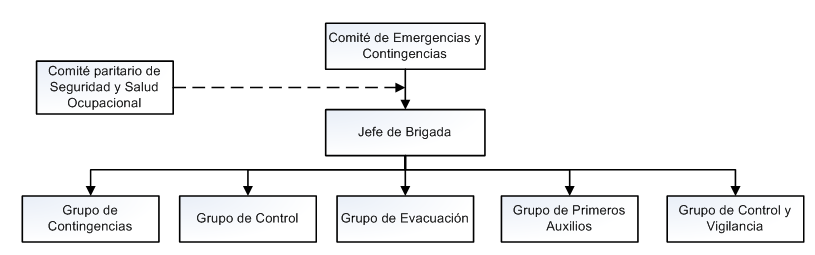 Comité de Emergencias y
Contingencias
Comité paritario de
Seguridad y Salud
Ocupacional
Jefe de Brigada
Grupo de
Contingencias
Grupo de Control
Grupo de Evacuación
Grupo de Primeros
Auxilios
Grupo de Control y
Vigilancia